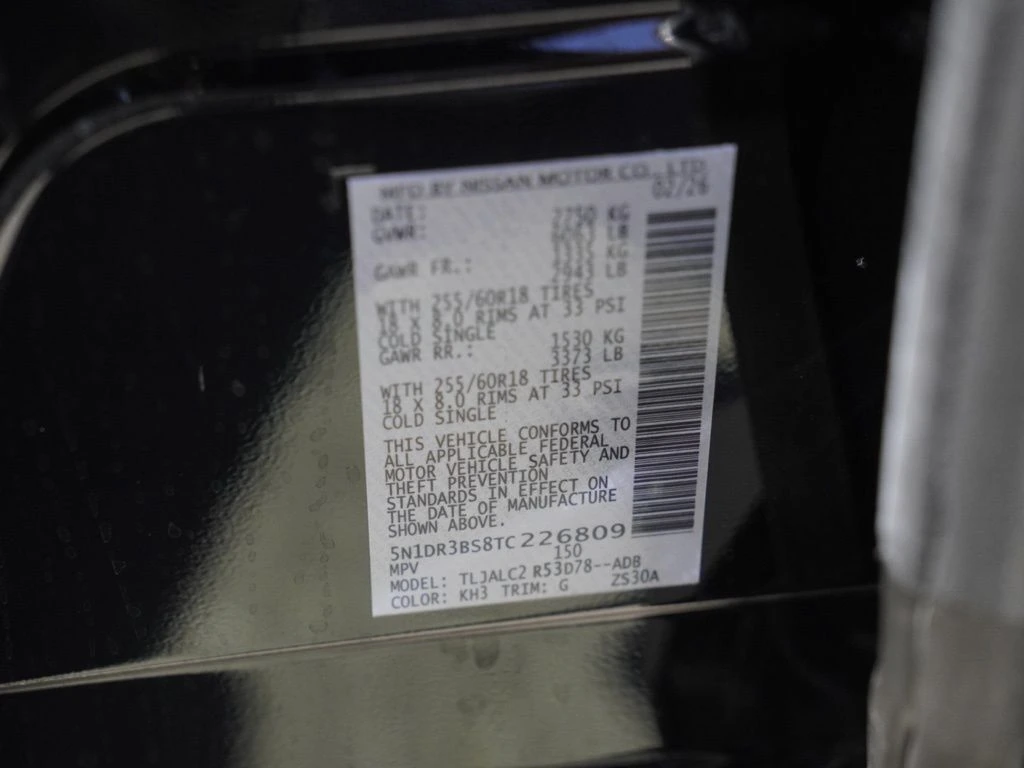 MFD BY NISSAN MOTOR CO., LTD.
DATE: 02/26
GVWR: 2750 KG
LB
GAWR FR.: 1335 KG
2943 LB
WITH 255/60R18 TIRES
18 X 8.0 RIMS AT 33 PSI
COLD SINGLE
GAWR RR.: 1530 KG
3373 LB
WITH 255/60R18 TIRES
18 X 8.0 RIMS AT 33 PSI
COLD SINGLE
THIS VEHICLE CONFORMS TO
ALL APPLICABLE FEDERAL
MOTOR VEHICLE SAFETY AND
THEFT PREVENTION
STANDARDS IN EFFECT ON
THE DATE OF MANUFACTURE
SHOWN ABOVE.
5N1DR3BS8TC226809
MPV 150
MODEL: TLJALC2 R53D78--ADB
COLOR: KH3 TRIM: G ZS30A